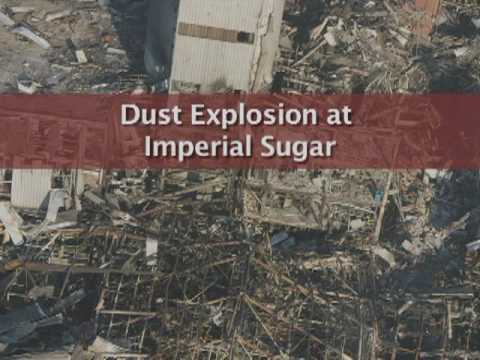 Dust Explosion at
Imperial Sugar